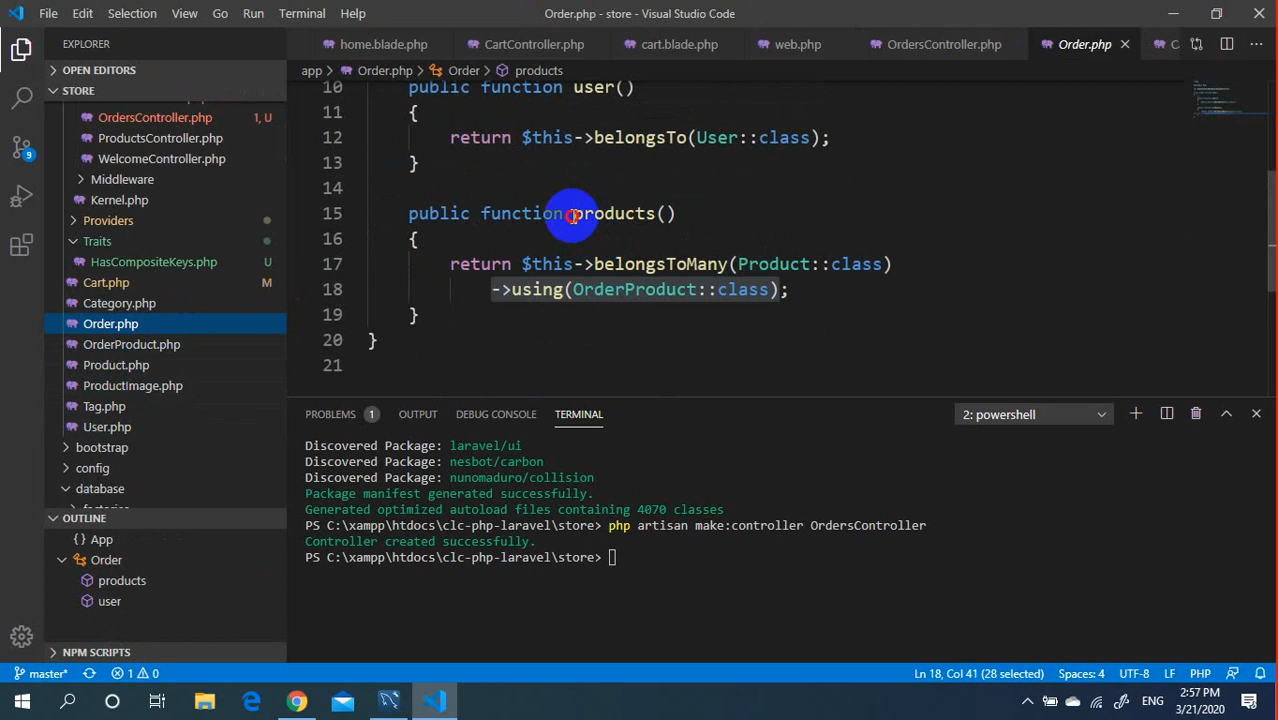 File Edit Selection View Go Run Terminal Help
Order.php - store - Visual Studio Code
EXPLORER
home.blade.php CartController.php cart.blade.php web.php OrdersController.php Order.php
OPEN EDITORS
app > Order.php > Order > products
STORE
OrdersController.php 1, U
ProductsController.php
WelcomeController.php
Middleware
Kernel.php
Providers
Traits
HasCompositeKeys.php U
Cart.php M
Category.php
Order.php
OrderProduct.php
Product.php
ProductImage.php
Tag.php
User.php
bootstrap
config
database
OUTLINE
App
Order
products
user
NPM SCRIPTS
10 public function user()
11 {
12 return $this->belongsTo(User::class);
13 }
14
15 public function products()
16 {
17 return $this->belongsToMany(Product::class)
18 ->using(OrderProduct::class);
19 }
20 }
21
PROBLEMS 1 OUTPUT DEBUG CONSOLE TERMINAL 2: powershell
Discovered Package: laravel/ui
Discovered Package: nesbot/carbon
Discovered Package: nunomaduro/collision
Package manifest generated successfully.
Generated optimized autoload files containing 4070 classes
PS C:\xampp\htdocs\clc-php-laravel\store> php artisan make:controller OrdersController
Controller created successfully.
PS C:\xampp\htdocs\clc-php-laravel\store>
master* 1 0 Ln 18, Col 41 (28 selected) Spaces: 4 UTF-8 LF PHP
9
ENG 2:57 PM
3/21/2020